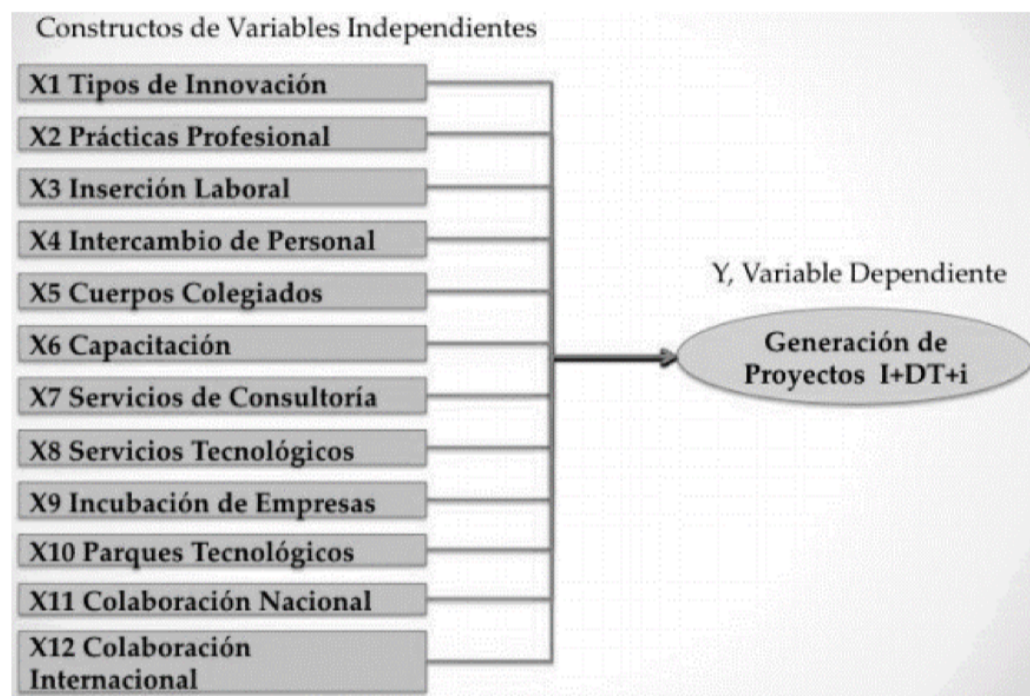 Constructos de Variables Independientes
X1 Tipos de Innovación
X2 Prácticas Profesional
X3 Inserción Laboral
X4 Intercambio de Personal
X5 Cuerpos Colegiados
X6 Capacitación
X7 Servicios de Consultoría
X8 Servicios Tecnológicos
X9 Incubación de Empresas
X10 Parques Tecnológicos
X11 Colaboración Nacional
X12 Colaboración
Internacional
Y, Variable Dependiente
Generación de
Proyectos I+DT+i